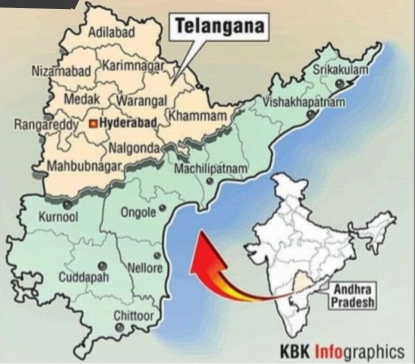 Telangana
Adilabad
Nizamabad
Karimnagar
Medak
Warangal
Rangareddy
Hyderabad
Khammam
Nalgonda
Mahbubnagar
Srikakulam
Vishakhapatnam
Machilipatnam
Kurnool
Ongole
Cuddapah
Nellore
Chittoor
Andhra
Pradesh
KBK Infographics